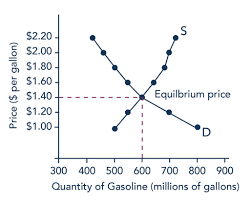 S
$2.20
$2.00
$1.80
$1.60
$1.40
$1.20
$1.00
Price ($ per gallon)
Equilbrium price
D
300 400 500 600 700 800 900
Quantity of Gasoline (millions of gallons)